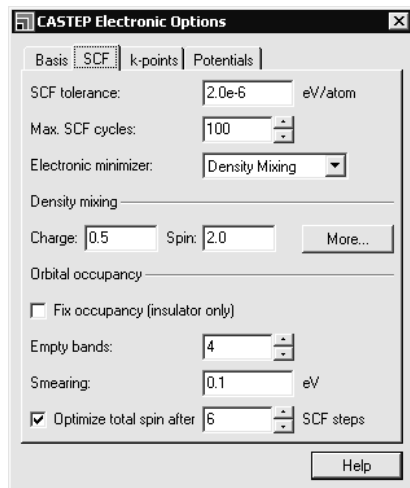 CASTEP Electronic Options
Basis SCF k-points Potentials
SCF tolerance: 2.0e-6 eV/atom
Max. SCF cycles: 100
Electronic minimizer: Density Mixing
Density mixing
Charge: 0.5 Spin: 2.0 More...
Orbital occupancy
Fix occupancy (insulator only)
Empty bands: 4
Smearing: 0.1 eV
Optimize total spin after 6 SCF steps
Help